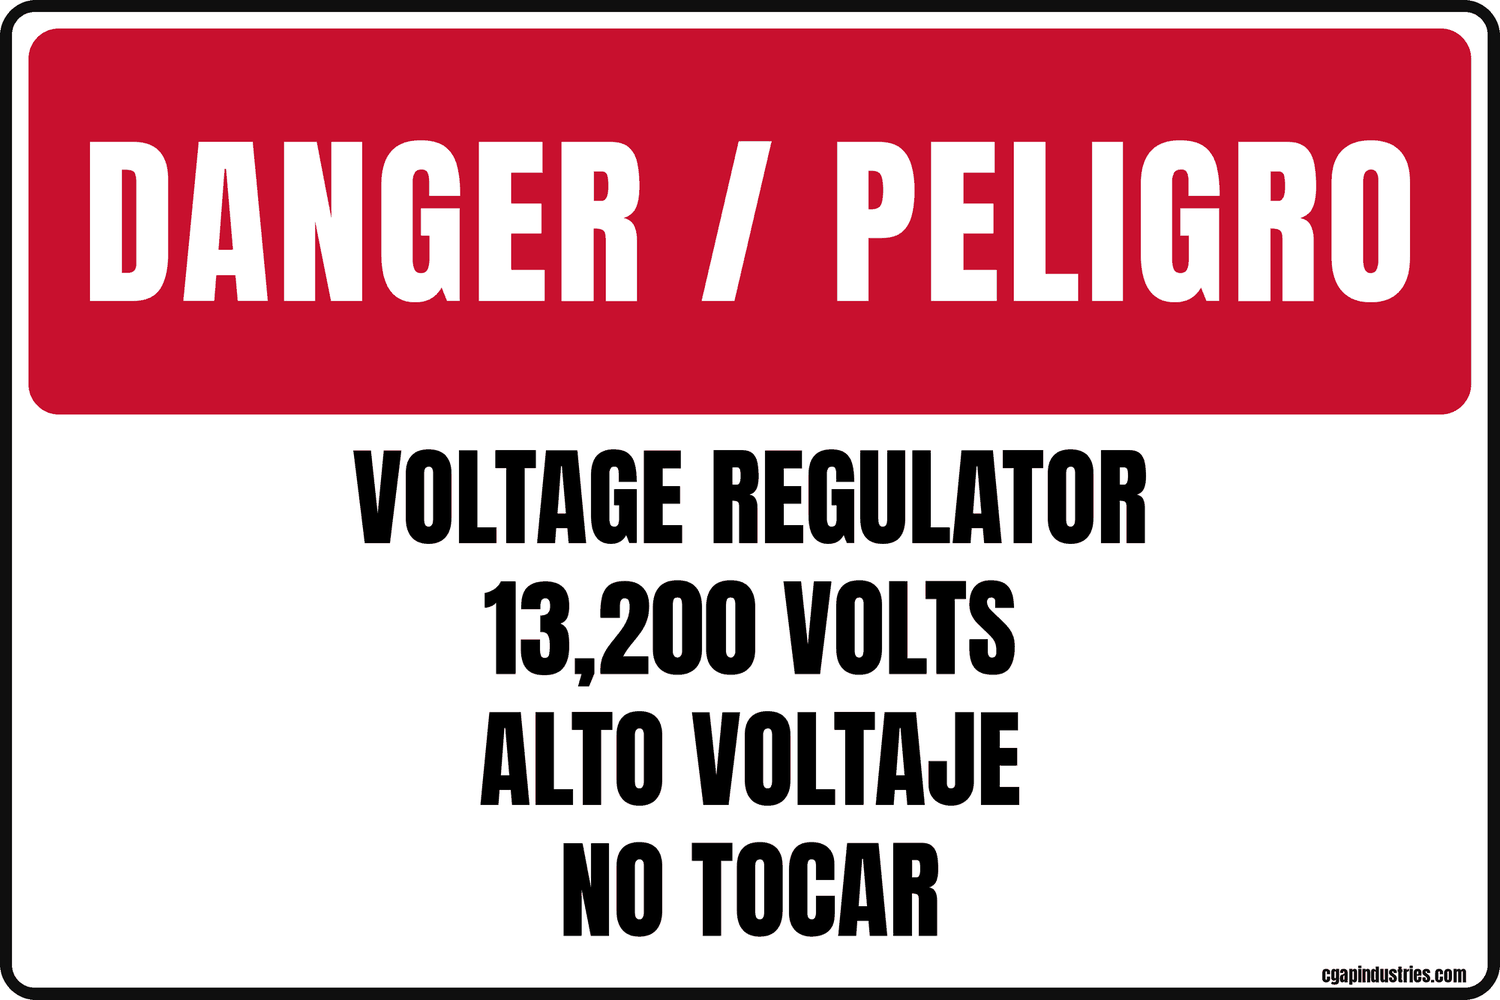 DANGER / PELIGRO
VOLTAGE REGULATOR
13,200 VOLTS
ALTO VOLTAJE
NO TOCAR
cgapindustries.com